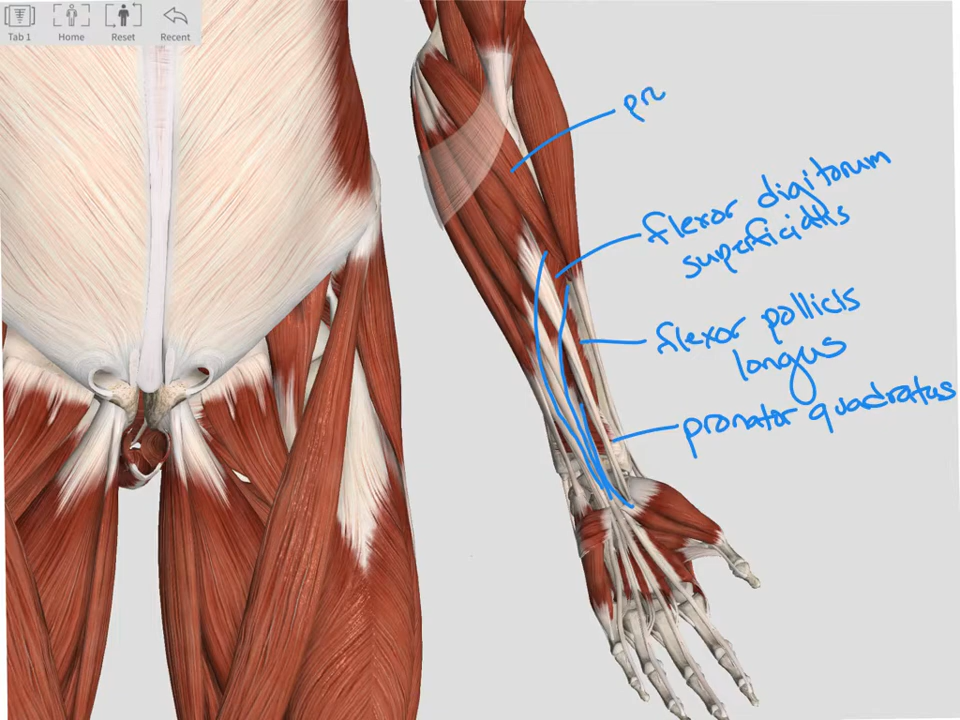 Tab 1
Home
Reset
Recent
pr
flexor digitorum
superficialis
flexor pollicis
longus
pronator quadratus